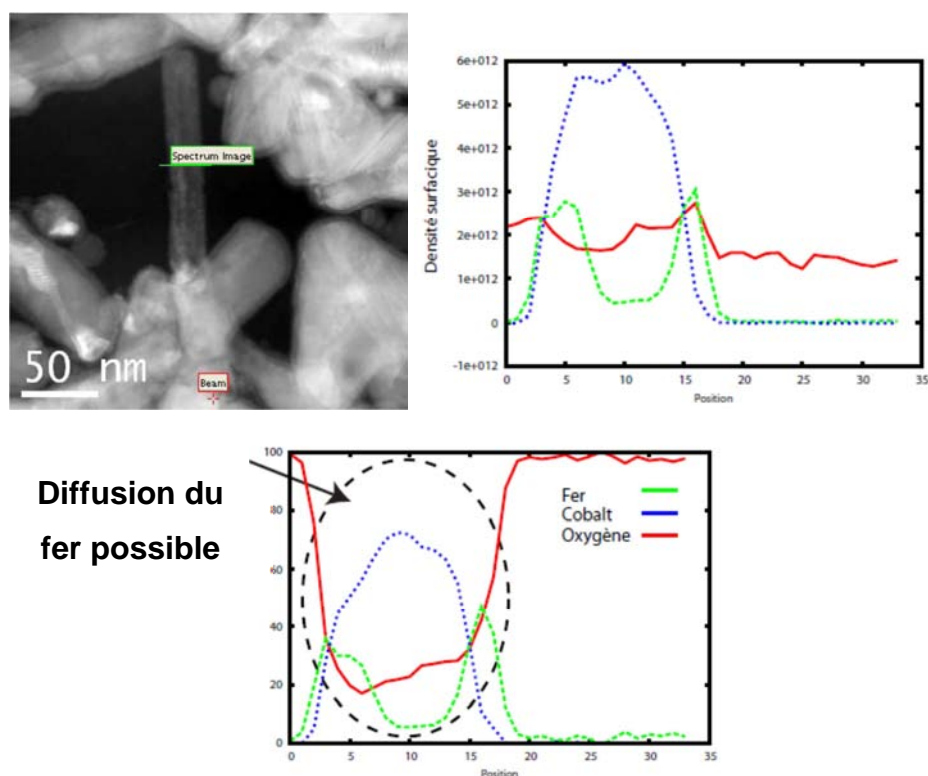 Spectrum Image
50 nm
Beam
Densité surfacique
6e+012
5e+012
4e+012
3e+012
2e+012
1e+012
0
-1e+012
0 5 10 15 20 25 30 35
Position
Diffusion du
fer possible
100
80
60
40
20
0
Fer
Cobalt
Oxygène
0 5 10 15 20 25 30 35
Position